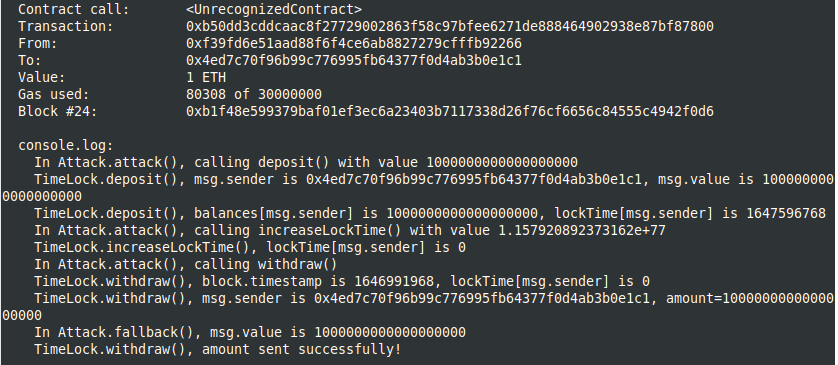 Contract call:       <UnrecognizedContract>
Transaction:         0xb50dd3cddcaac8f27729002863f58c97bfee6271de888464902938e87bf87800
From:                0xf39fd6e51aad88f6f4ce6ab8827279cfffb92266
To:                  0x4ed7c70f96b99c776995fb64377f0d4ab3b0e1c1
Value:               1 ETH
Gas used:            80308 of 30000000
Block #24:           0xb1f48e599379baf01ef3ec6a23403b7117338d26f76cf6656c84555c4942f0d6
console.log:
In Attack.attack(), calling deposit() with value 1000000000000000000
TimeLock.deposit(), msg.sender is 0x4ed7c70f96b99c776995fb64377f0d4ab3b0e1c1, msg.value is 100000000
0000000000
TimeLock.deposit(), balances[msg.sender] is 1000000000000000000, lockTime[msg.sender] is 1647596768
In Attack.attack(), calling increaseLockTime() with value 1.157920892373162e+77
TimeLock.increaseLockTime(), lockTime[msg.sender] is 0
In Attack.attack(), calling withdraw()
TimeLock.withdraw(), block.timestamp is 1646991968, lockTime[msg.sender] is 0
TimeLock.withdraw(), msg.sender is 0x4ed7c70f96b99c776995fb64377f0d4ab3b0e1c1, amount=10000000000000
00000
In Attack.fallback(), msg.value is 1000000000000000000
TimeLock.withdraw(), amount sent successfully!